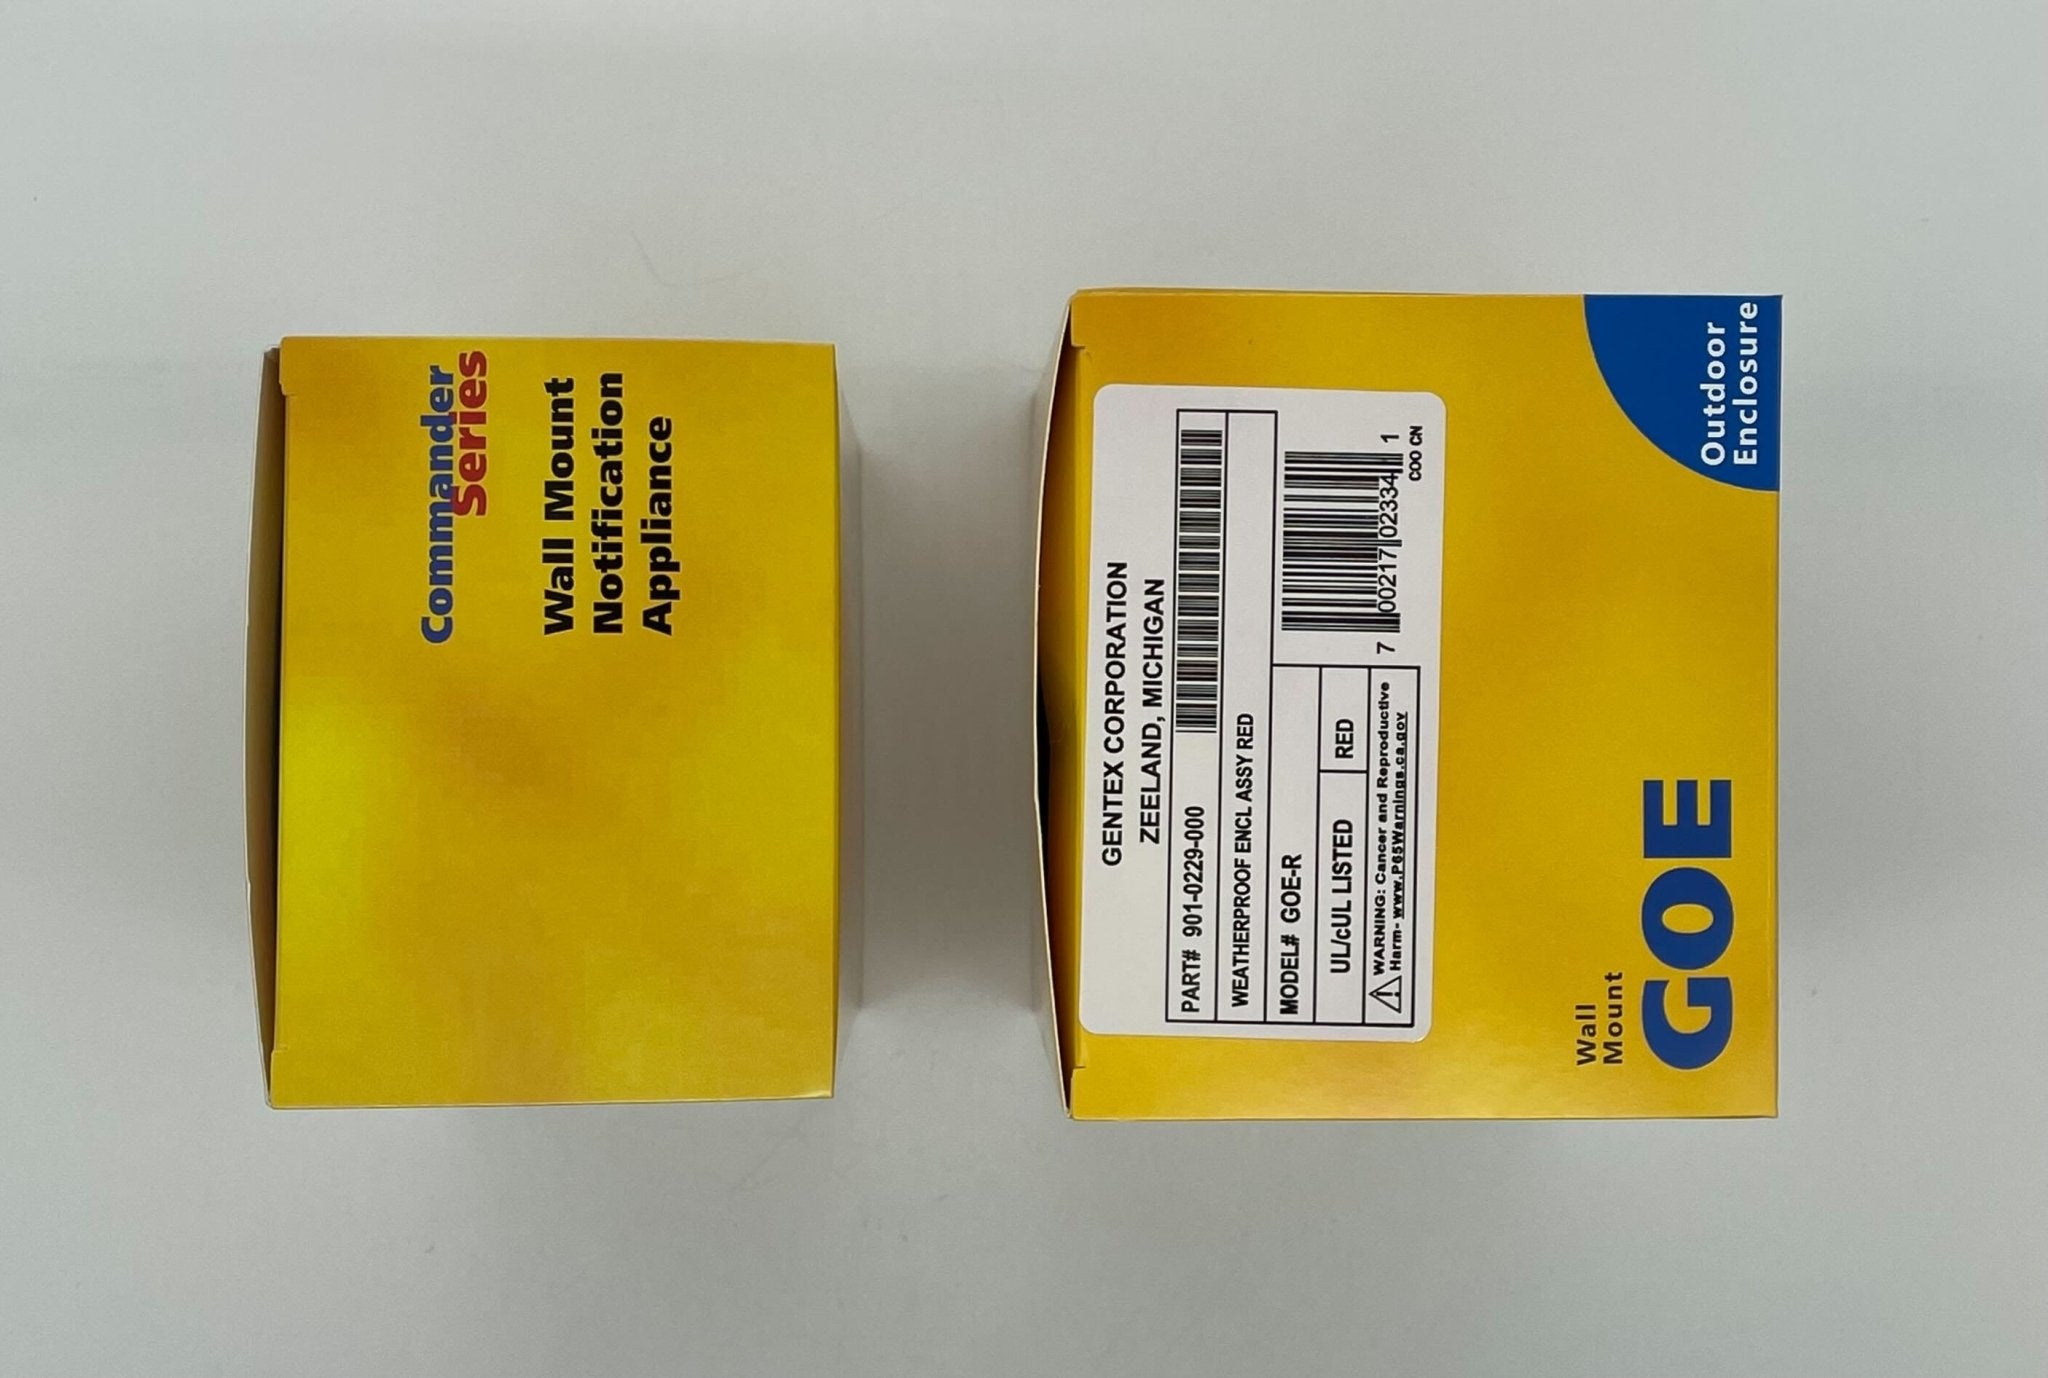 Commander
Series
Wall Mount
Notification
Appliance
GENTEX CORPORATION
ZEELAND, MICHIGAN
PART# 901-0229-000
WEATHERPROOF ENCL ASSY RED
MODEL# GOE-R
UL/cUL LISTED RED
WARNING: Cancer and Reproductive
Harm- www.P65Warnings.ca.gov
7 00217 02334 1
COO CN
Wall
Mount
GOE
Outdoor
Enclosure